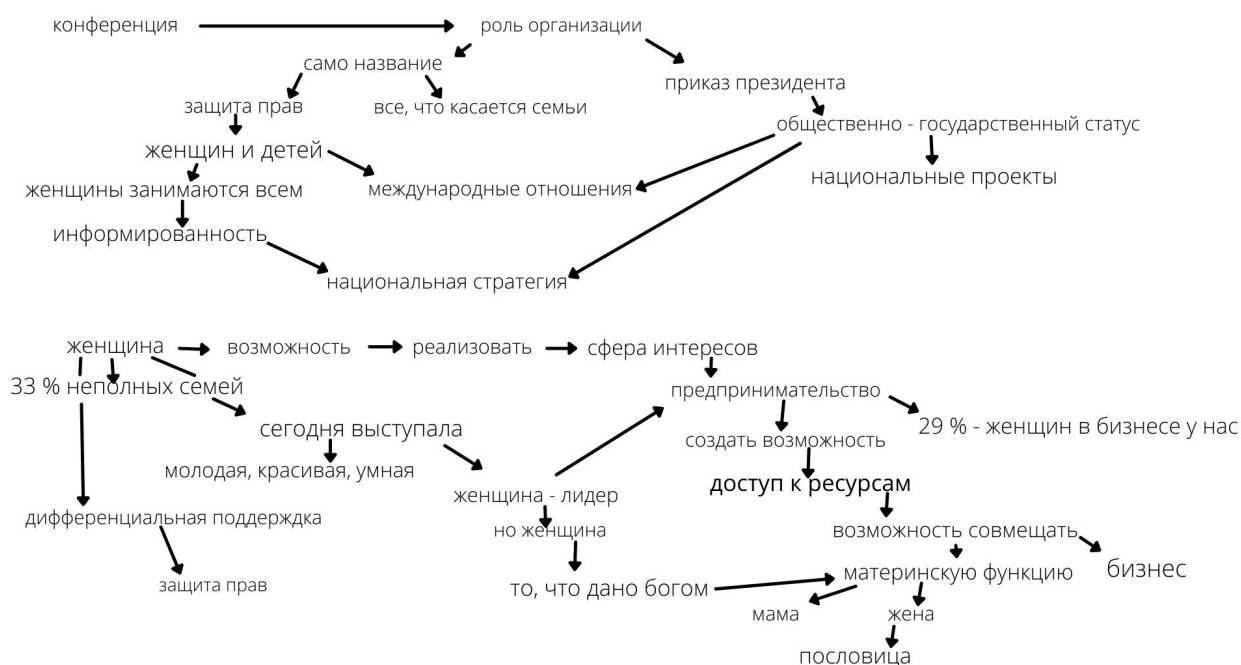 конференция
роль организации
само название
приказ президента
защита прав
все, что касается семьи
общественно - государственный статус
женщин и детей
международные отношения
национальные проекты
женщины занимаются всем
информированность
национальная стратегия
женщина
возможность
реализовать
сфера интересов
33 % неполных семей
предпринимательство
сегодня выступала
создать возможность
29 % - женщин в бизнесе у нас
молодая, красивая, умная
женщина - лидер
доступ к ресурсам
дифференциальная поддерждка
но женщина
возможность совмещать
защита прав
то, что дано богом
материнскую функцию
бизнес
мама
жена
пословица